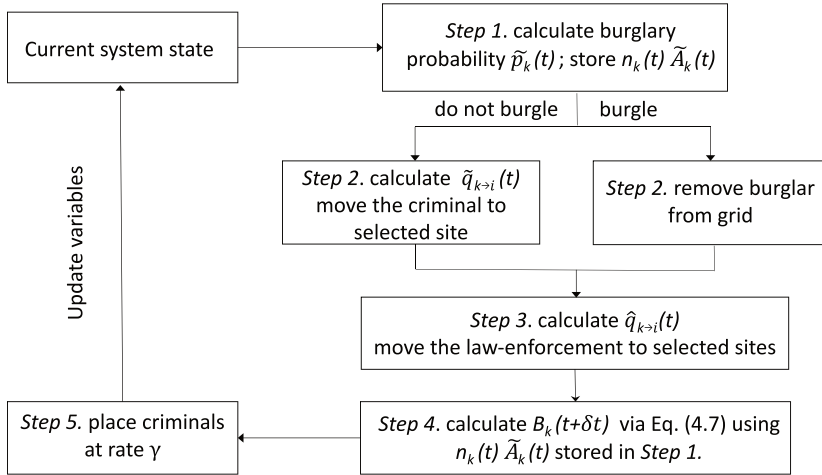 Current system state
Step 1. calculate burglary
probability p̃ₖ(t) ; store nₖ(t) Ãₖ(t)
do not burgle
burgle
Step 2. calculate q̃ₖ→ᵢ(t)
move the criminal to
selected site
Step 2. remove burglar
from grid
Update variables
Step 3. calculate q̂ₖ→ᵢ(t)
move the law-enforcement to selected sites
Step 5. place criminals
at rate γ
Step 4. calculate Bₖ(t+δt) via Eq. (4.7) using
nₖ(t) Ãₖ(t) stored in Step 1.